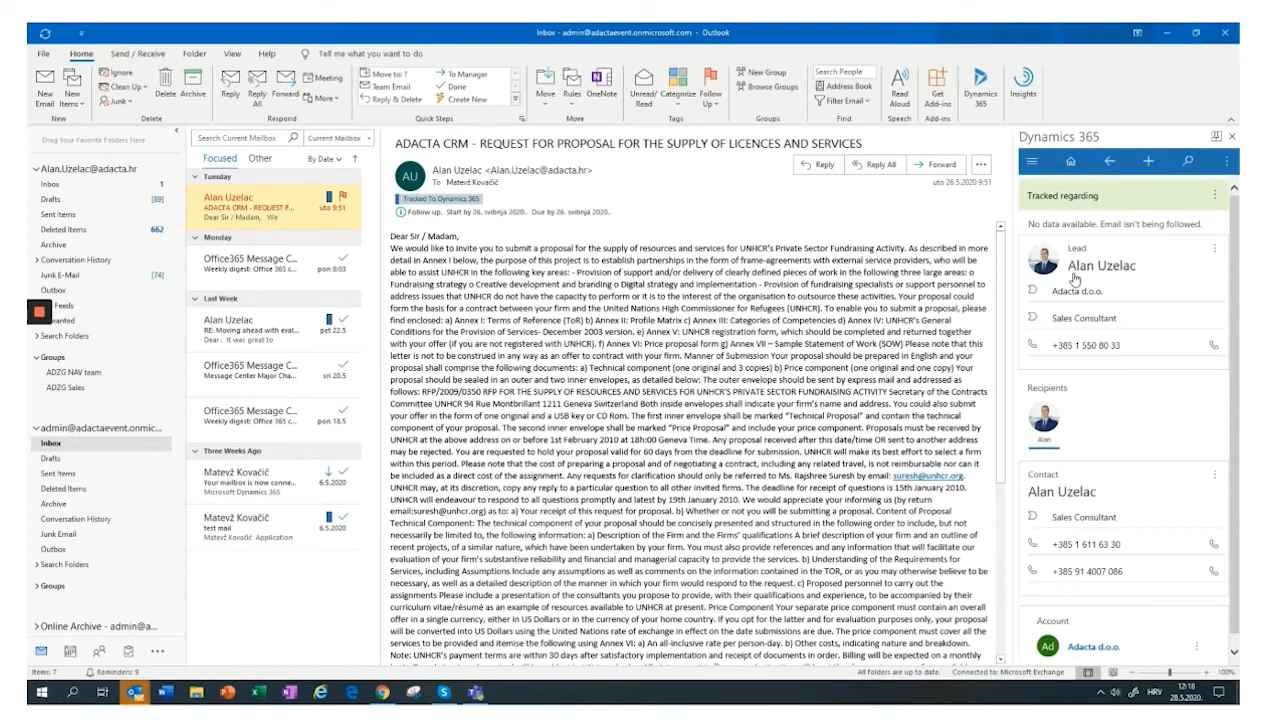 Inbox - admin@adactaevent.onmicrosoft.com - Outlook
File Home Send / Receive Folder View Help Tell me what you want to do
New Email
New Items
Ignore
Clean Up
Junk
Delete
Archive
Reply
Reply All
Forward
Meeting
More
Move to: ?
Team Email
Reply & Delete
To Manager
Done
Create New
Move
Rules
OneNote
Unread/ Read
Categorize
Follow Up
New Group
Browse Groups
Search People
Address Book
Filter Email
Read Aloud
Get Add-ins
Dynamics 365
Insights
New Delete Respond Quick Steps Move Tags Groups Find Speech Add-ins
Drag Your Favorite Folders Here
Alan.Uzelac@adacta.hr
Inbox 1
Drafts [89]
Sent Items
Deleted Items 662
Archive
Conversation History
Junk E-Mail [74]
Outbox
Feeds
wanted
Search Folders
Groups
ADZG NAV team
ADZG Sales
admin@adactaevent.onmic...
Inbox
Drafts
Sent Items
Deleted Items
Archive
Conversation History
Junk Email
Outbox
Search Folders
Groups
Online Archive - admin@a...
Search Current Mailbox Current Mailbox
Focused Other By Date
Tuesday
Alan Uzelac
ADACTA CRM - REQUEST F... uto 9:51
Dear Sir / Madam, We
Monday
Office365 Message C...
Weekly digest: Office 365 c... pon 8:03
Last Week
Alan Uzelac
RE: Moving ahead with eval... pet 22.5
Dear : It was great to
Office365 Message C...
Message Center Major Cha... sri 20.5
Office365 Message C...
Weekly digest: Office 365 c... pon 18.5
Three Weeks Ago
Matevž Kovačič
Your mailbox is now conne... 6.5.2020
Microsoft Dynamics 365
Matevž Kovačič
test mail 6.5.2020
Matevž Kovačič Application
ADACTA CRM - REQUEST FOR PROPOSAL FOR THE SUPPLY OF LICENCES AND SERVICES
AU
Alan Uzelac <Alan.Uzelac@adacta.hr>
To Matevž Kovačič
Reply Reply All Forward ...
uto 26.5.2020 9:51
Tracked To Dynamics 365
Follow up. Start by 26. svibnja 2020.. Due by 26. svibnja 2020..
Dear Sir / Madam,
We would like to invite you to submit a proposal for the supply of resources and services for UNHCR's Private Sector Fundraising Activity. As described in more
detail in Annex I below, the purpose of this project is to establish partnerships in the form of frame-agreements with external service providers, who will be
able to assist UNHCR in the following key areas: - Provision of support and/or delivery of clearly defined pieces of work in the following three large areas: o
Fundraising strategy o Creative development and branding o Digital strategy and implementation - Provision of fundraising specialists or support personnel to
address issues that UNHCR do not have the capacity to perform or it is to the interest of the organisation to outsource these activities. Your proposal could
form the basis for a contract between your firm and the United Nations High Commissioner for Refugees (UNHCR). To enable you to submit a proposal, please
find enclosed: a) Annex I: Terms of Reference (ToR) b) Annex II: Profile Matrix c) Annex III: Categories of Competencies d) Annex IV: UNHCR's General
Conditions for the Provision of Services- December 2003 version. e) Annex V: UNHCR registration form, which should be completed and returned together
with your offer (if you are not registered with UNHCR). f) Annex VI: Price proposal form g) Annex VII – Sample Statement of Work (SOW) Please note that this
letter is not to be construed in any way as an offer to contract with your firm. Manner of Submission Your proposal should be prepared in English and your
proposal shall comprise the following documents: a) Technical component (one original and 3 copies) b) Price component (one original and one copy) Your
proposal should be sealed in an outer and two inner envelopes, as detailed below: The outer envelope should be sent by express mail and addressed as
follows: RFP/2009/0350 RFP FOR THE SUPPLY OF RESOURCES AND SERVICES FOR UNHCR'S PRIVATE SECTOR FUNDRAISING ACTIVITY Secretary of the Contracts
Committee UNHCR 94 Rue Montbrillant 1211 Geneva Switzerland Both inside envelopes shall indicate your firm's name and address. You could also submit
your offer in the form of one original and a USB key or CD Rom. The first inner envelope shall be marked "Technical Proposal" and contain the technical
component of your proposal. The second inner envelope shall be marked "Price Proposal" and include your price component. Proposals must be received by
UNHCR at the above address on or before 1st February 2010 at 18h:00 Geneva Time. Any proposal received after this date/time OR sent to another address
may be rejected. You are requested to hold your proposal valid for 60 days from the deadline for submission. UNHCR will make its best effort to select a firm
within this period. Please note that the cost of preparing a proposal and of negotiating a contract, including any related travel, is not reimbursable nor can it
be included as a direct cost of the assignment. Any requests for clarification should only be referred to Ms. Rajshree Suresh by email: suresh@unhcr.org.
UNHCR may, at its discretion, copy any reply to a particular question to all other invited firms. The deadline for receipt of questions is 15th January 2010.
UNHCR will endeavour to respond to all questions promptly and latest by 19th January 2010. We would appreciate your informing us (by return
email:suresh@unhcr.org) as to: a) Your receipt of this request for proposal. b) Whether or not you will be submitting a proposal. Content of Proposal
Technical Component: The technical component of your proposal should be concisely presented and structured in the following order to include, but not
necessarily be limited to, the following information: a) Description of the Firm and the Firms' qualifications A brief description of your firm and an outline of
recent projects, of a similar nature, which have been undertaken by your firm. You must also provide references and any information that will facilitate our
evaluation of your firm's substantive reliability and financial and managerial capacity to provide the services. b) Understanding of the Requirements for
Services, including Assumptions Include any assumptions as well as comments on the information contained in the TOR, or as you may otherwise believe to be
necessary, as well as a detailed description of the manner in which your firm would respond to the request. c) Proposed personnel to carry out the
assignments Please include a presentation of the consultants you propose to provide, with their qualifications and experience, to be accompanied by their
curriculum vitae/résumé as an example of resources available to UNHCR at present. Price Component Your separate price component must contain an overall
offer in a single currency, either in US Dollars or in the currency of your home country. If you opt for the latter and for evaluation purposes only, your proposal
will be converted into US Dollars using the United Nations rate of exchange in effect on the date submissions are due. The price component must cover all the
services to be provided and itemise the following using Annex VI: a) An all-inclusive rate per person-day. b) Other costs, indicating nature and breakdown.
Note: UNHCR's payment terms are within 30 days after satisfactory implementation and receipt of documents in order. Billing will be expected on a monthly
Dynamics 365
Tracked regarding
No data available. Email isn't being followed.
Lead
Alan Uzelac
Adacta d.o.o.
Sales Consultant
+385 1 550 80 33
Recipients
Alan
Contact
Alan Uzelac
Sales Consultant
+385 1 611 63 30
+385 91 4007 086
Account
Ad Adacta d.o.o.
Items: 7 Reminders: 9 All folders are up to date. Connected to: Microsoft Exchange 100%
HRV 12:18
28.5.2020.